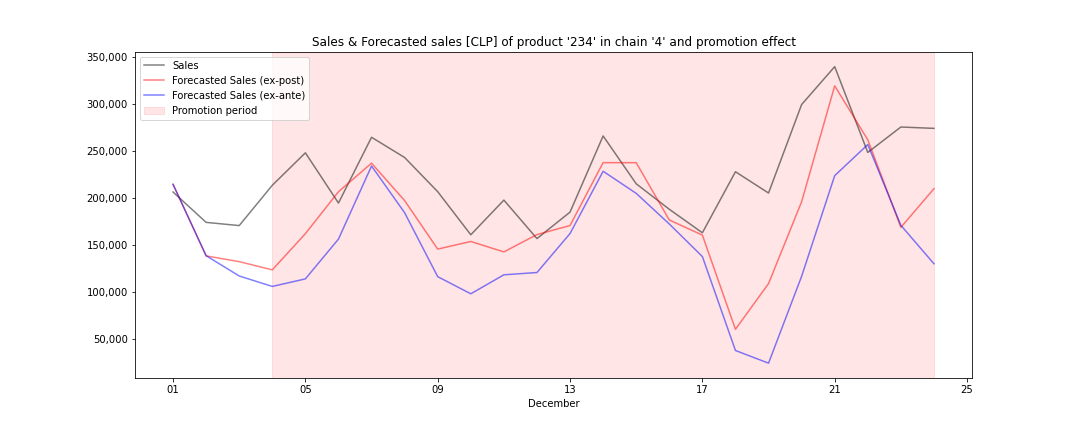 Sales & Forecasted sales [CLP] of product '234' in chain '4' and promotion effect
350,000
300,000
250,000
200,000
150,000
100,000
50,000
Sales
Forecasted Sales (ex-post)
Forecasted Sales (ex-ante)
Promotion period
01 05 09 13 17 21 25
December